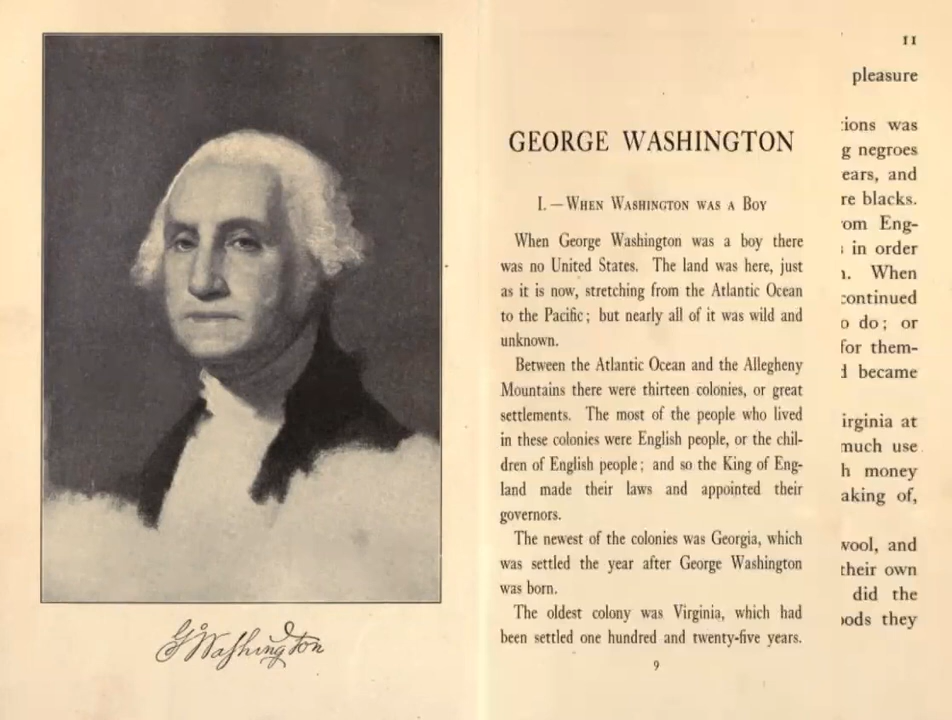 G:Washington
GEORGE WASHINGTON
I.—WHEN WASHINGTON WAS A BOY
When George Washington was a boy there
was no United States. The land was here, just
as it is now, stretching from the Atlantic Ocean
to the Pacific; but nearly all of it was wild and
unknown.
Between the Atlantic Ocean and the Allegheny
Mountains there were thirteen colonies, or great
settlements. The most of the people who lived
in these colonies were English people, or the chil-
dren of English people; and so the King of Eng-
land made their laws and appointed their
governors.
The newest of the colonies was Georgia, which
was settled the year after George Washington
was born.
The oldest colony was Virginia, which had
been settled one hundred and twenty-five years.
9
11
pleasure
was
negroes
and
blacks.
Eng-
in order
When
continued
do; or
for them-
became
at
much use
money
aking of,
and
their own
did the
they